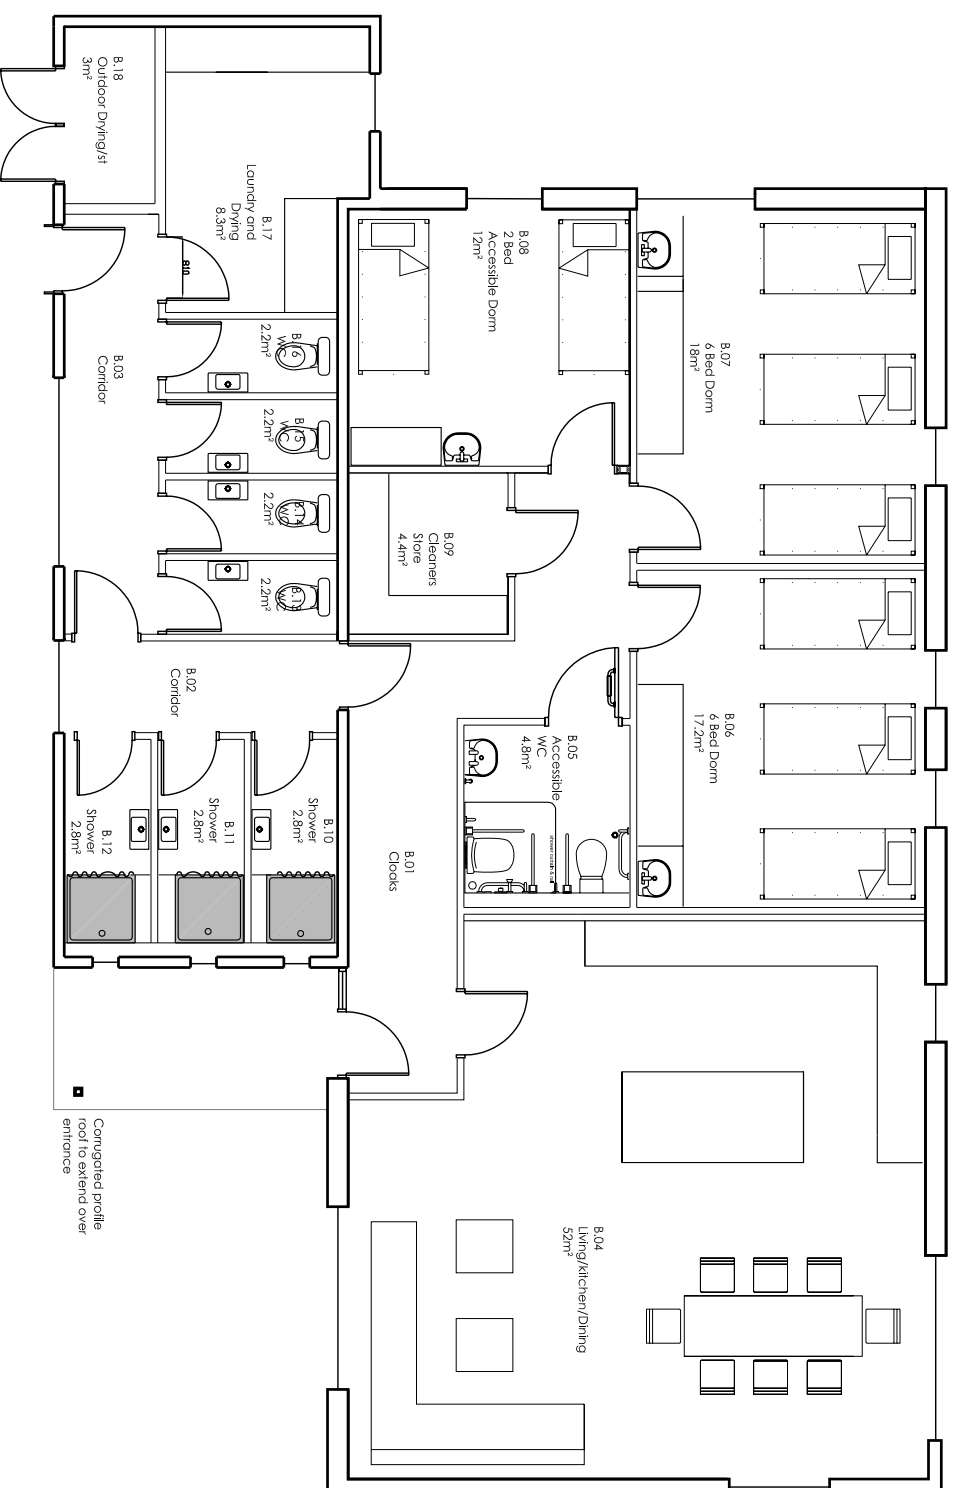 B.18
Outdoor Drying/st
3m²
B.17
Laundry and
Drying
8.3m²
B10
B.16
WC
2.2m²
B.15
WC
2.2m²
B.14
WC
2.2m²
WC
2.2m²
B.03
Corridor
B.02
Corridor
B.08
2 Bed
Accessible Dorm
12m²
B.07
6 Bed Dorm
18m²
B.09
Cleaners
Store
4.4m²
B.06
6 Bed Dorm
17.2m²
B.05
Accessible
WC
4.8m²
shower curtain & rail
B.10
Shower
2.8m²
B.11
Shower
2.8m²
B.12
Shower
2.8m²
B.01
Cloaks
B.04
Living/kitchen/Dining
52m²
Corrugated profile
roof to extend over
entrance